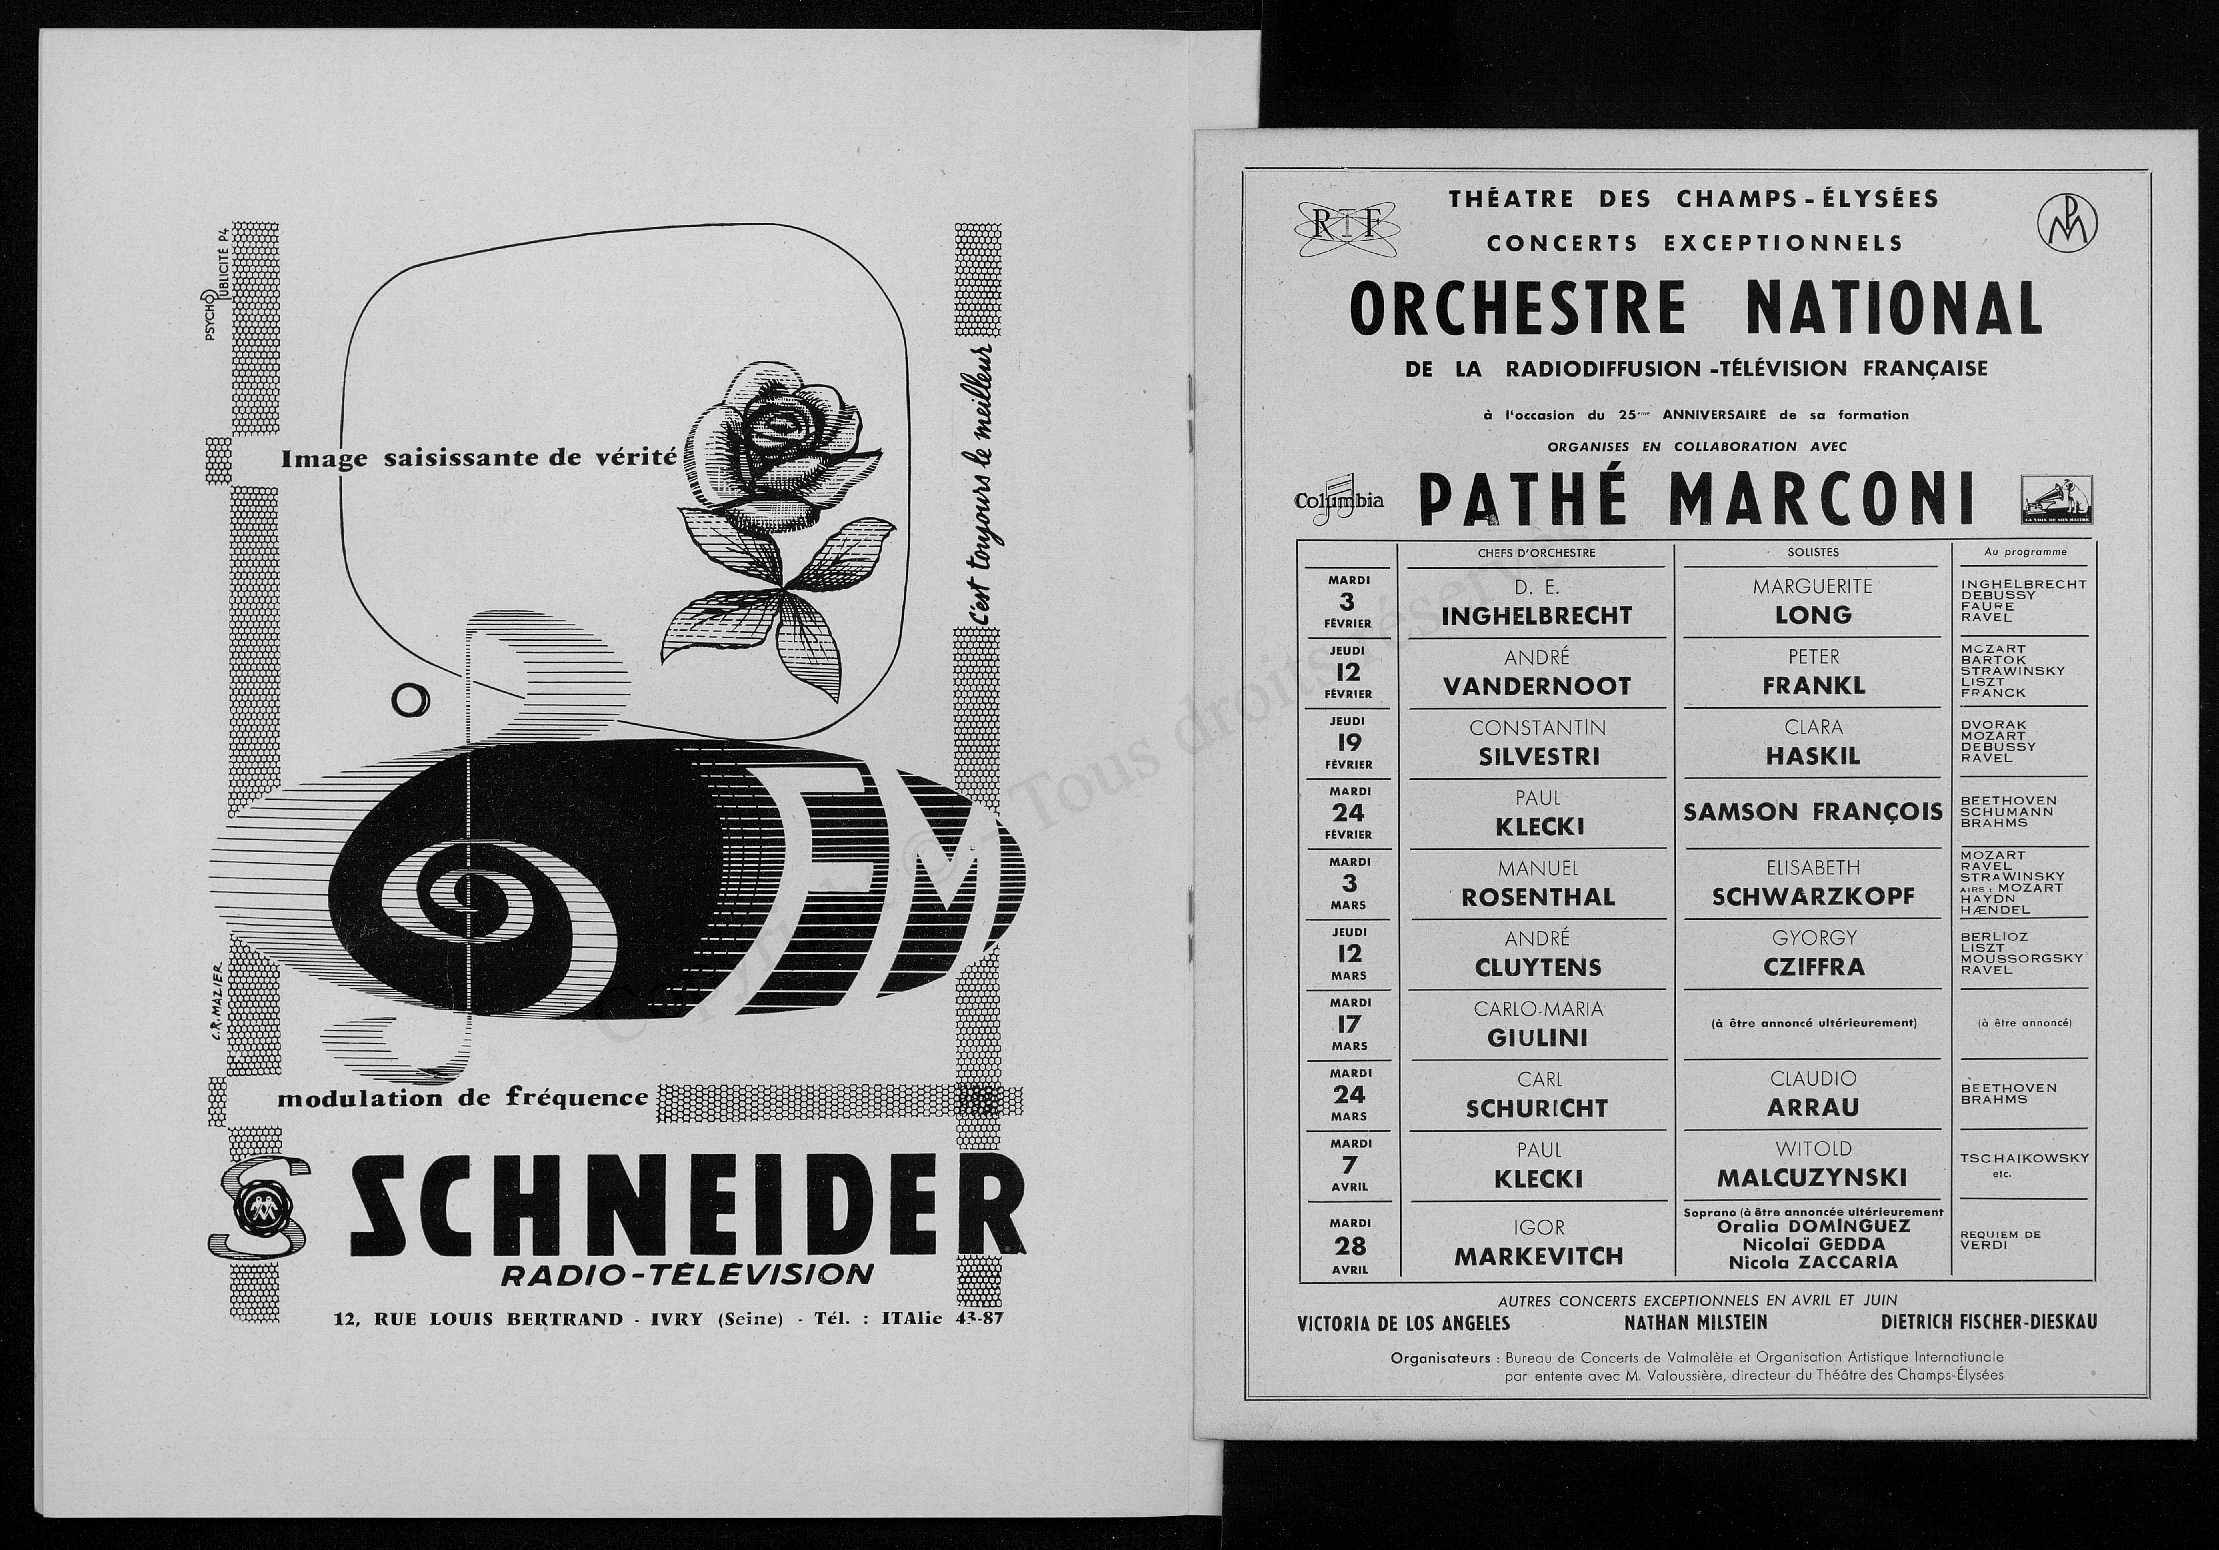 PSYCHO PUBLICITÉ P4
Image saisissante de vérité
c'est toujours le meilleur
FM
C.R. MAZIER
modulation de fréquence
SCHNEIDER
RADIO-TÉLÉVISION
12, RUE LOUIS BERTRAND - IVRY (Seine) - Tél. : ITAlie 43-87
Copyright © - Tous droits réservés.
RTF
THÉATRE DES CHAMPS-ÉLYSÉES
CONCERTS EXCEPTIONNELS
ORCHESTRE NATIONAL
DE LA RADIODIFFUSION-TÉLÉVISION FRANÇAISE
à l'occasion du 25ème ANNIVERSAIRE de sa formation
ORGANISES EN COLLABORATION AVEC
Columbia PATHÉ MARCONI
LA VOIX DE SON MAITRE
CHEFS D'ORCHESTRE SOLISTES Au programme
MARDI 3 FÉVRIER
D. E. INGHELBRECHT
MARGUERITE LONG
INGHELBRECHT
DEBUSSY
FAURE
RAVEL
JEUDI 12 FÉVRIER
ANDRÉ VANDERNOOT
PETER FRANKL
MOZART
BARTOK
STRAWINSKY
LISZT
FRANCK
JEUDI 19 FÉVRIER
CONSTANTIN SILVESTRI
CLARA HASKIL
DVORAK
MOZART
DEBUSSY
RAVEL
MARDI 24 FÉVRIER
PAUL KLECKI
SAMSON FRANÇOIS
BEETHOVEN
SCHUMANN
BRAHMS
MARDI 3 MARS
MANUEL ROSENTHAL
ELISABETH SCHWARZKOPF
MOZART
RAVEL
STRAWINSKY
AIRS : MOZART
HAYDN
HÆNDEL
JEUDI 12 MARS
ANDRÉ CLUYTENS
GYORGY CZIFFRA
BERLIOZ
LISZT
MOUSSORGSKY
RAVEL
MARDI 17 MARS
CARLO-MARIA GIULINI
(à être annoncé ultérieurement)
(à être annoncé)
MARDI 24 MARS
CARL SCHURICHT
CLAUDIO ARRAU
BEETHOVEN
BRAHMS
MARDI 7 AVRIL
PAUL KLECKI
WITOLD MALCUZYNSKI
TSCHAIKOWSKY
etc.
MARDI 28 AVRIL
IGOR MARKEVITCH
Soprano (à être annoncée ultérieurement
Oralia DOMINGUEZ
Nicolaï GEDDA
Nicola ZACCARIA
REQUIEM DE
VERDI
AUTRES CONCERTS EXCEPTIONNELS EN AVRIL ET JUIN
VICTORIA DE LOS ANGELES NATHAN MILSTEIN DIETRICH FISCHER-DIESKAU
Organisateurs : Bureau de Concerts de Valmalète et Organisation Artistique Internatiunale
par entente avec M. Valoussière, directeur du Théâtre des Champs-Élysées